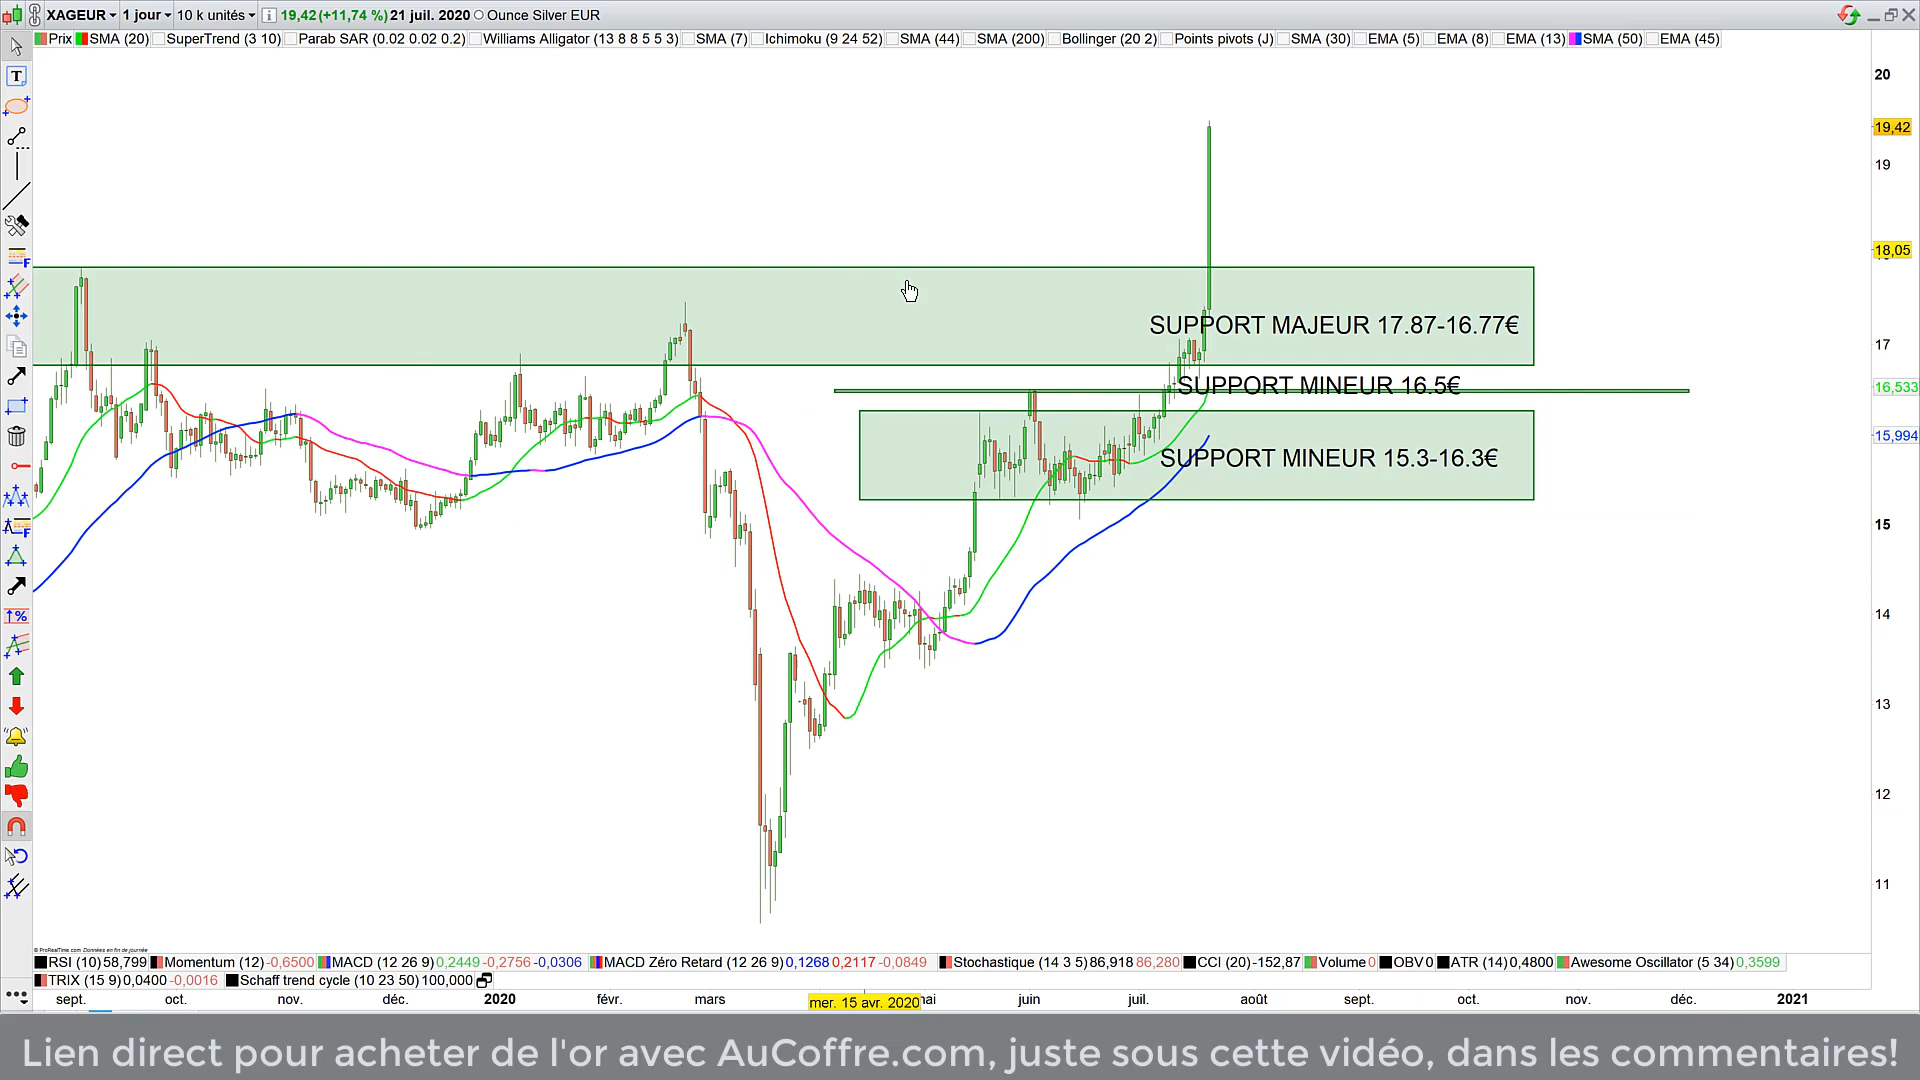 XAGEUR 1 jour 10 k unités 19,42 (+11,74 %) 21 juil. 2020 Ounce Silver EUR
Prix SMA (20) SuperTrend (3 10) Parab SAR (0.02 0.02 0.2) Williams Alligator (13 8 8 5 5 3) SMA (7) Ichimoku (9 24 52) SMA (44) SMA (200) Bollinger (20 2) Points pivots (J) SMA (30) EMA (5) EMA (8) EMA (13) SMA (50) EMA (45)
20
19,42
19
18,05
SUPPORT MAJEUR 17.87-16.77€
17
SUPPORT MINEUR 16.5€
16,533
15,994
SUPPORT MINEUR 15.3-16.3€
15
14
13
12
11
© ProRealTime.com Données en fin de journée
RSI (10) 58,799 Momentum (12) -0,6500 MACD (12 26 9) 0,2449 -0,2756 -0,0306 MACD Zéro Retard (12 26 9) 0,1268 0,2117 -0,0849 Stochastique (14 3 5) 86,918 86,280 CCI (20) -152,87 Volume 0 OBV 0 ATR (14) 0,4800 Awesome Oscillator (5 34) 0,3599
TRIX (15 9) 0,0400 -0,0016 Schaff trend cycle (10 23 50) 100,000
sept. oct. nov. déc. 2020 févr. mars mer. 15 avr. 2020 juin juil. août sept. oct. nov. déc. 2021
Lien direct pour acheter de l'or avec AuCoffre.com, juste sous cette vidéo, dans les commentaires!